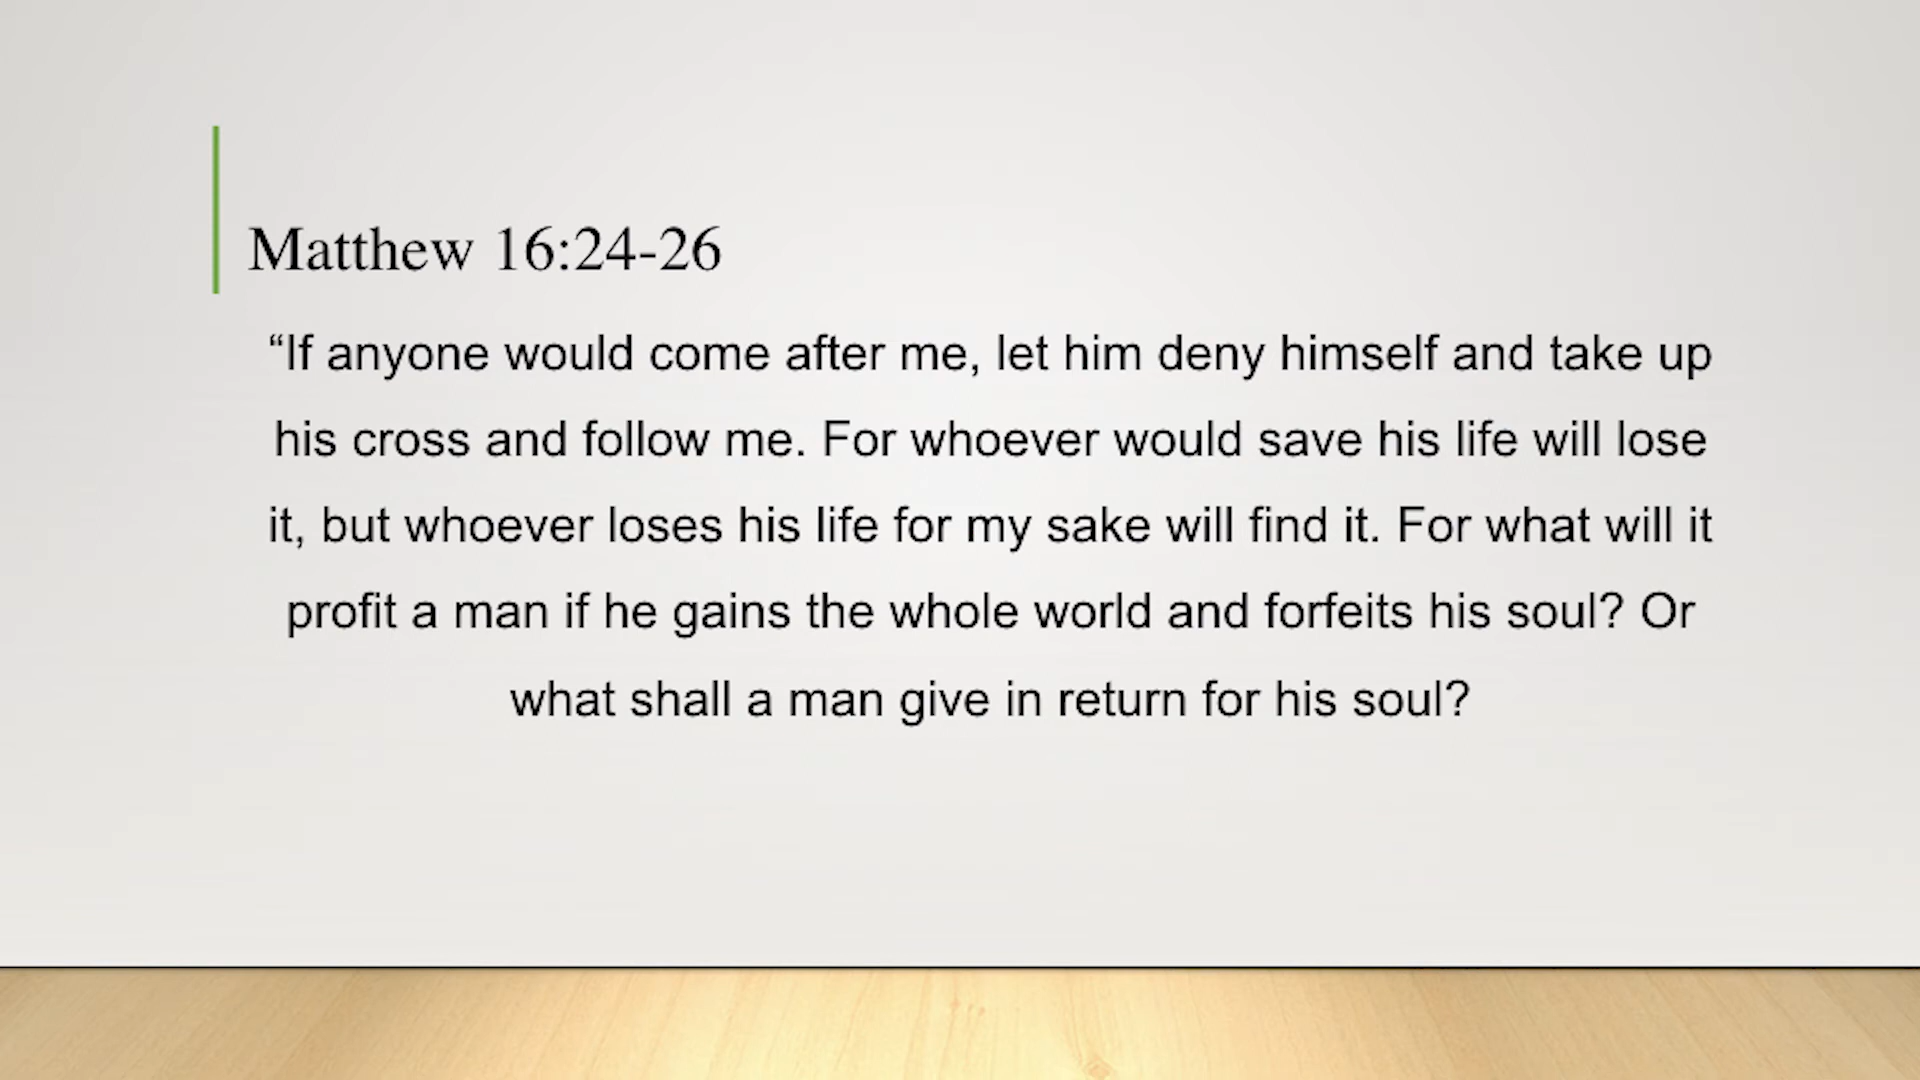 Matthew 16:24-26
“If anyone would come after me, let him deny himself and take up
his cross and follow me. For whoever would save his life will lose
it, but whoever loses his life for my sake will find it. For what will it
profit a man if he gains the whole world and forfeits his soul? Or
what shall a man give in return for his soul?